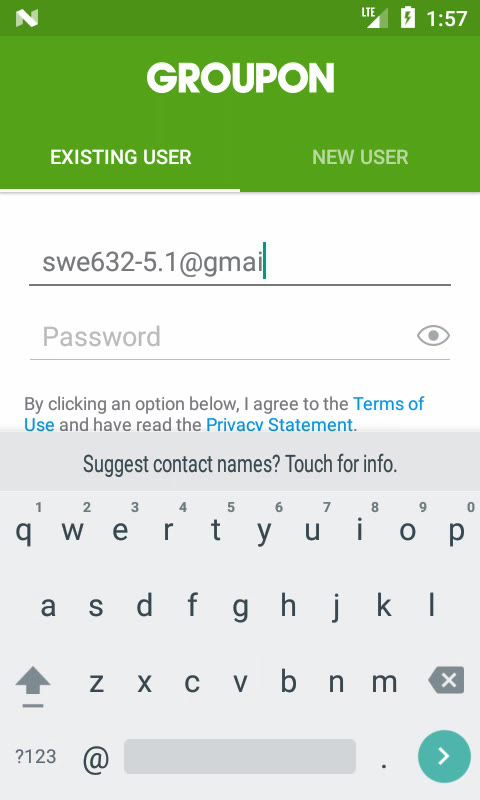 LTE 1:57
GROUPON
EXISTING USER NEW USER
swe632-5.1@gmai
Password
By clicking an option below, I agree to the Terms of
Use and have read the Privacy Statement.
Suggest contact names? Touch for info.
1 2 3 4 5 6 7 8 9 0
q w e r t y u i o p
a s d f g h j k l
z x c v b n m
?123 @ .